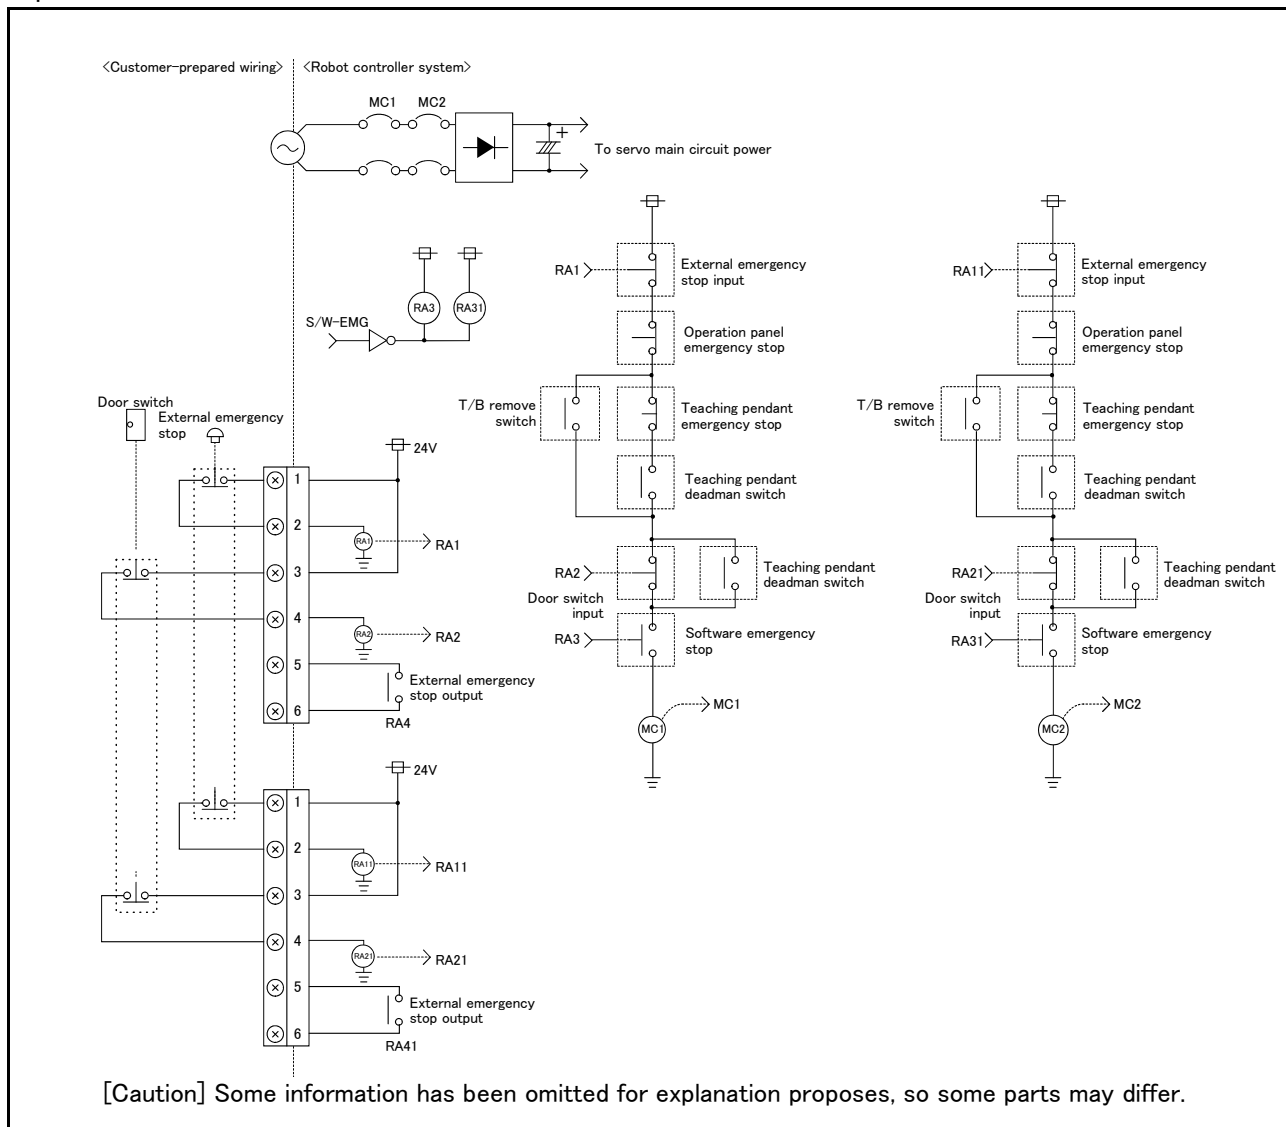 〈Customer-prepared wiring〉 〈Robot controller system〉
MC1 MC2
To servo main circuit power
RA3 RA31
S/W-EMG
Door switch
External emergency
stop
24V
1
2
RA1
RA1
3
4
RA2
RA2
5
External emergency
stop output
6
RA4
24V
1
2
RA11
RA11
3
4
RA21
RA21
5
External emergency
stop output
6
RA41
RA1
External emergency
stop input
Operation panel
emergency stop
T/B remove
switch
Teaching pendant
emergency stop
Teaching pendant
deadman switch
RA2
Door switch
input
Teaching pendant
deadman switch
RA3
Software emergency
stop
MC1
MC1
RA11
External emergency
stop input
Operation panel
emergency stop
T/B remove
switch
Teaching pendant
emergency stop
Teaching pendant
deadman switch
RA21
Door switch
input
Teaching pendant
deadman switch
RA31
Software emergency
stop
MC2
MC2
[Caution] Some information has been omitted for explanation proposes, so some parts may differ.